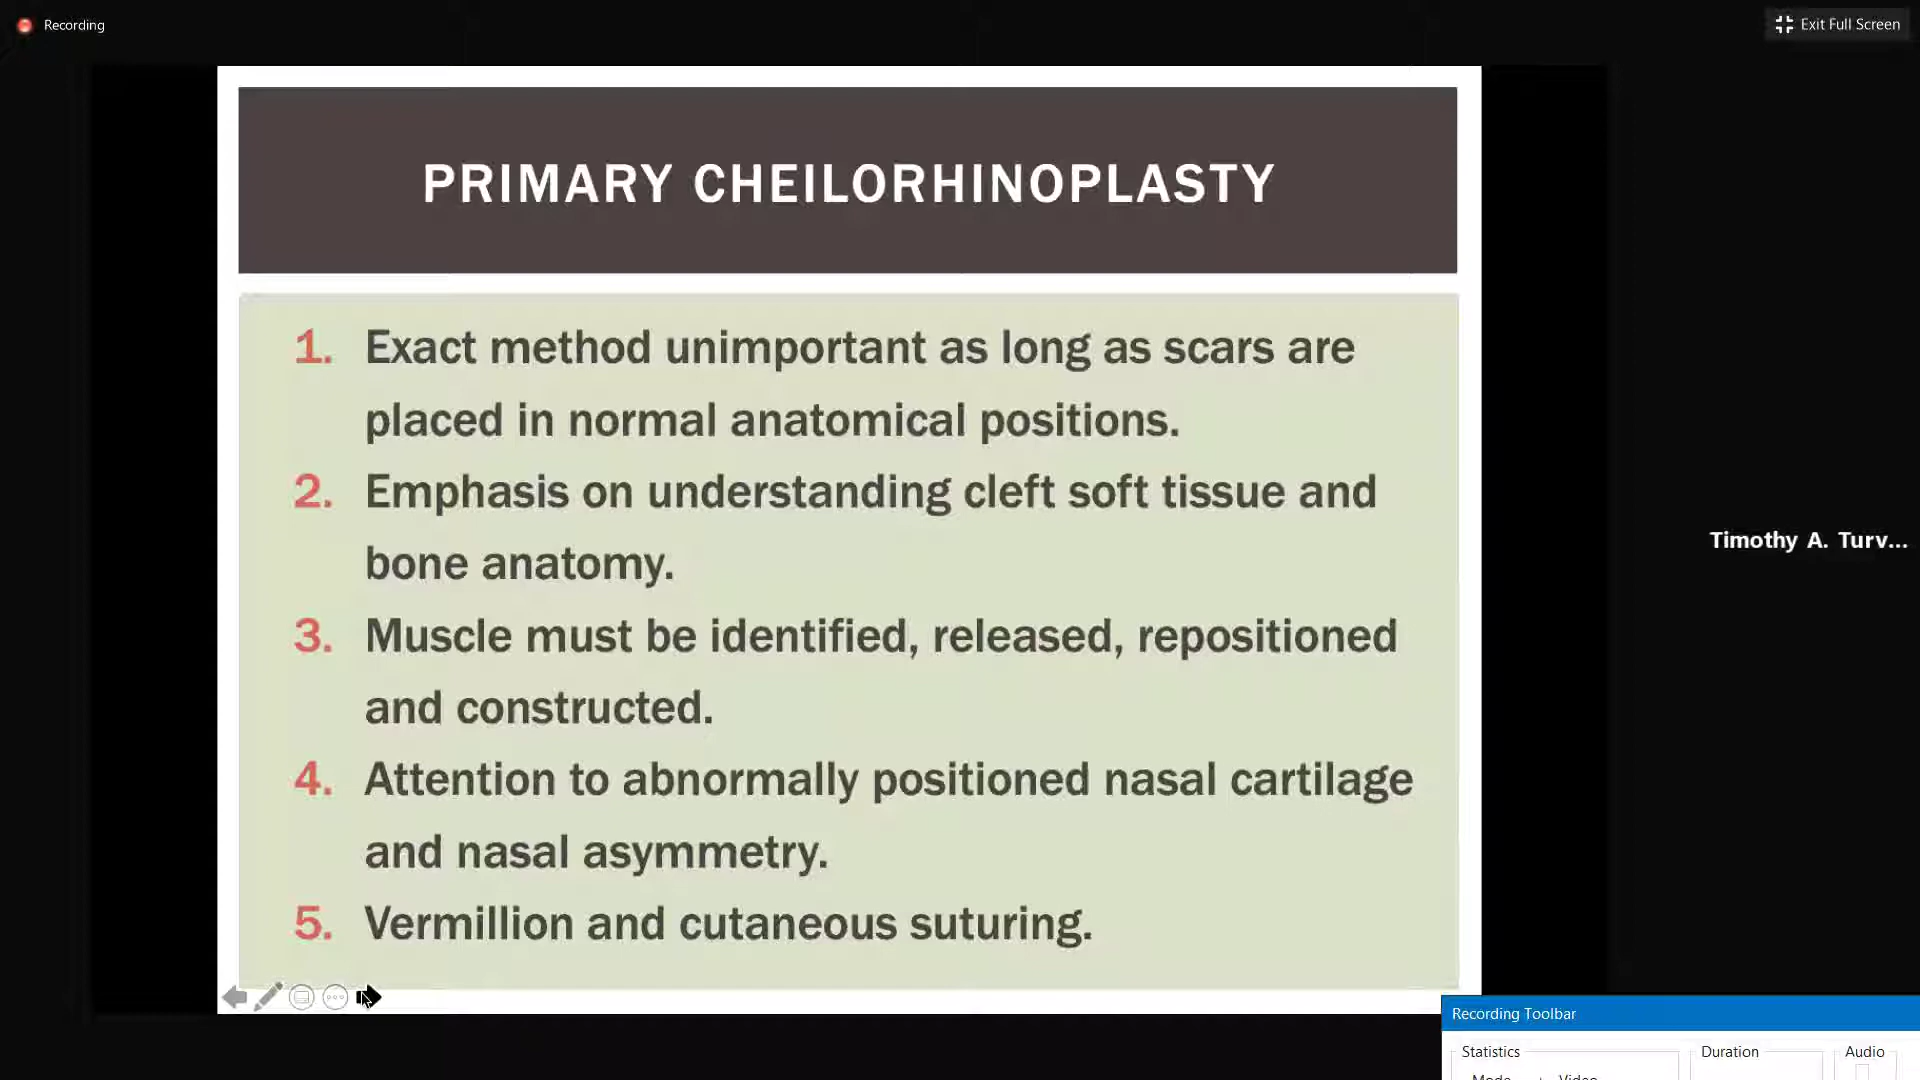 Recording
Exit Full Screen
PRIMARY CHEILORHINOPLASTY
1. Exact method unimportant as long as scars are
placed in normal anatomical positions.
2. Emphasis on understanding cleft soft tissue and
bone anatomy.
3. Muscle must be identified, released, repositioned
and constructed.
4. Attention to abnormally positioned nasal cartilage
and nasal asymmetry.
5. Vermillion and cutaneous suturing.
Timothy A. Turv...
Recording Toolbar
Statistics
Duration
Audio
Mode
Video